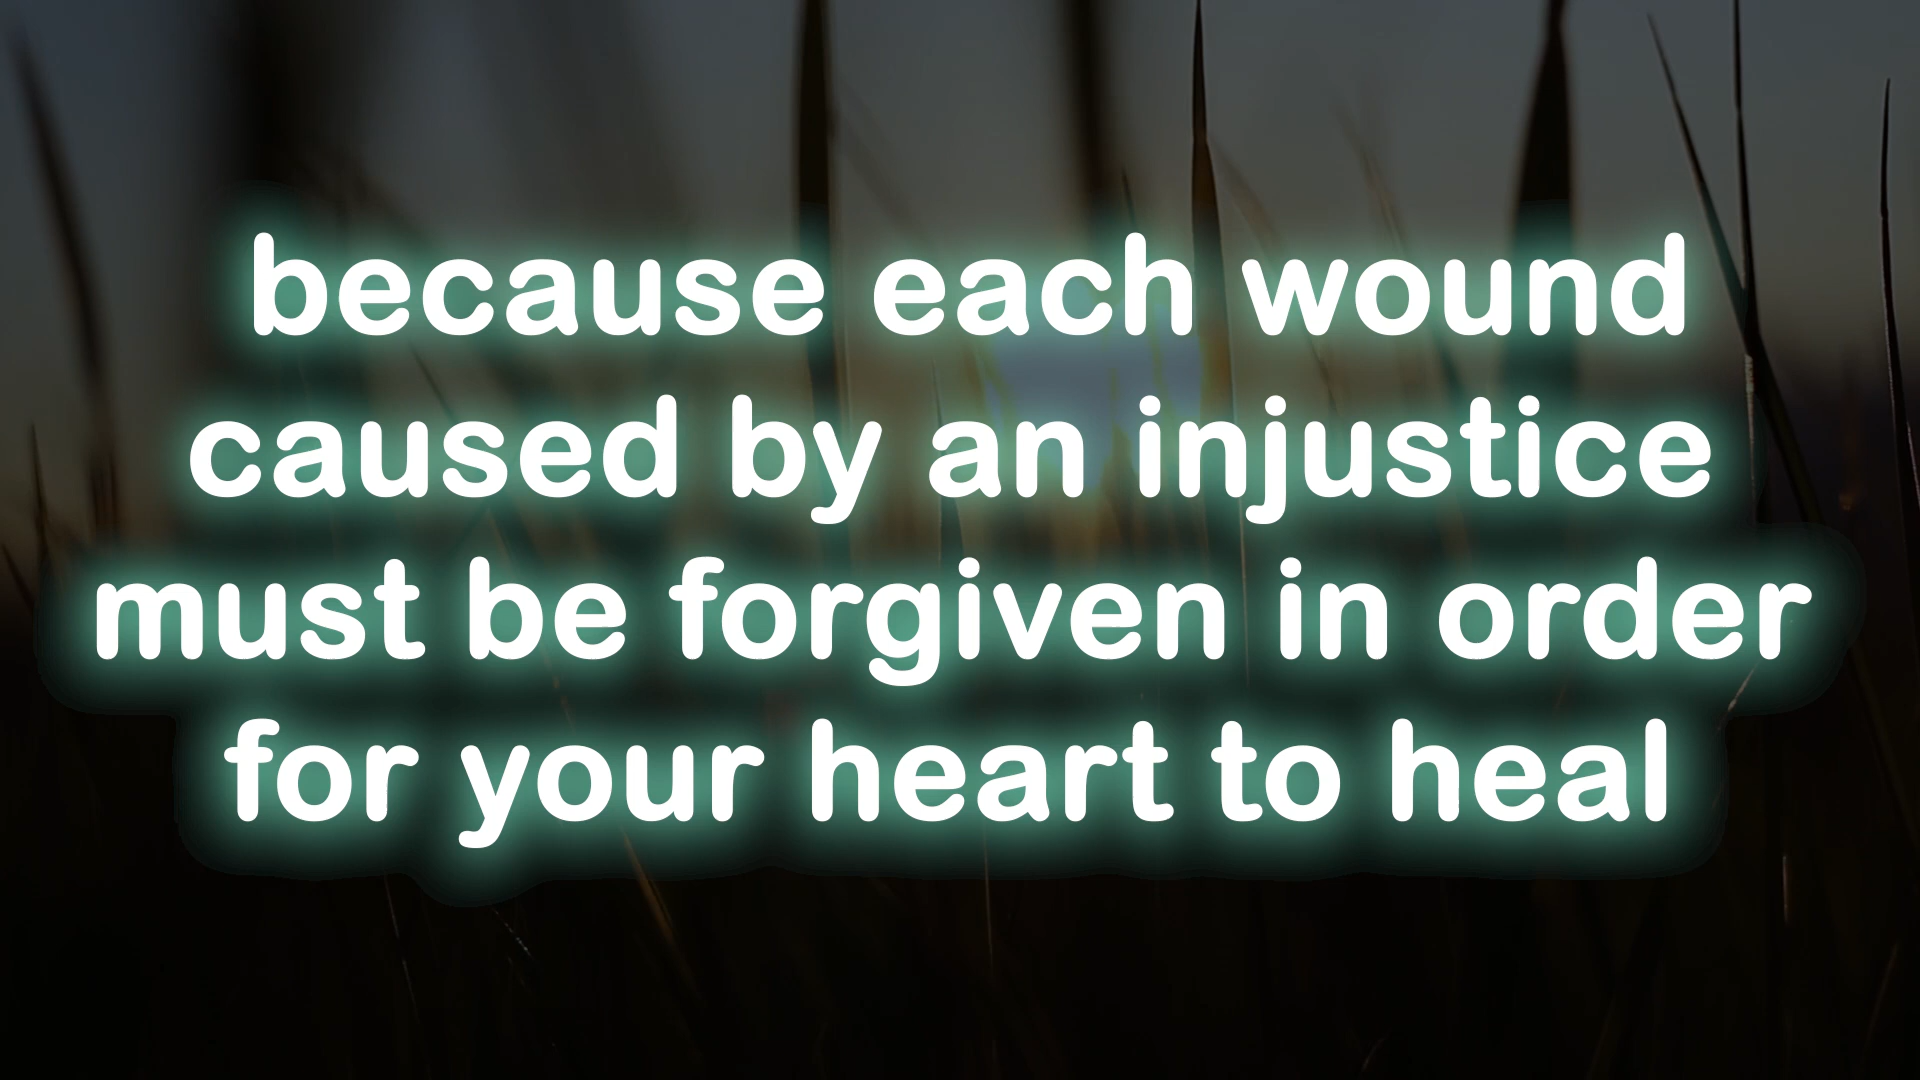 because each wound
caused by an injustice
must be forgiven in order
for your heart to heal